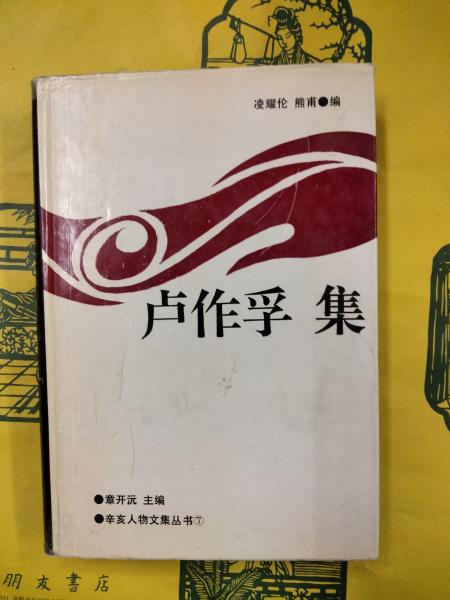 凌耀伦 熊甫●编
卢作孚 集
●章开沅 主编
●辛亥人物文集丛书⑦
朋友書店